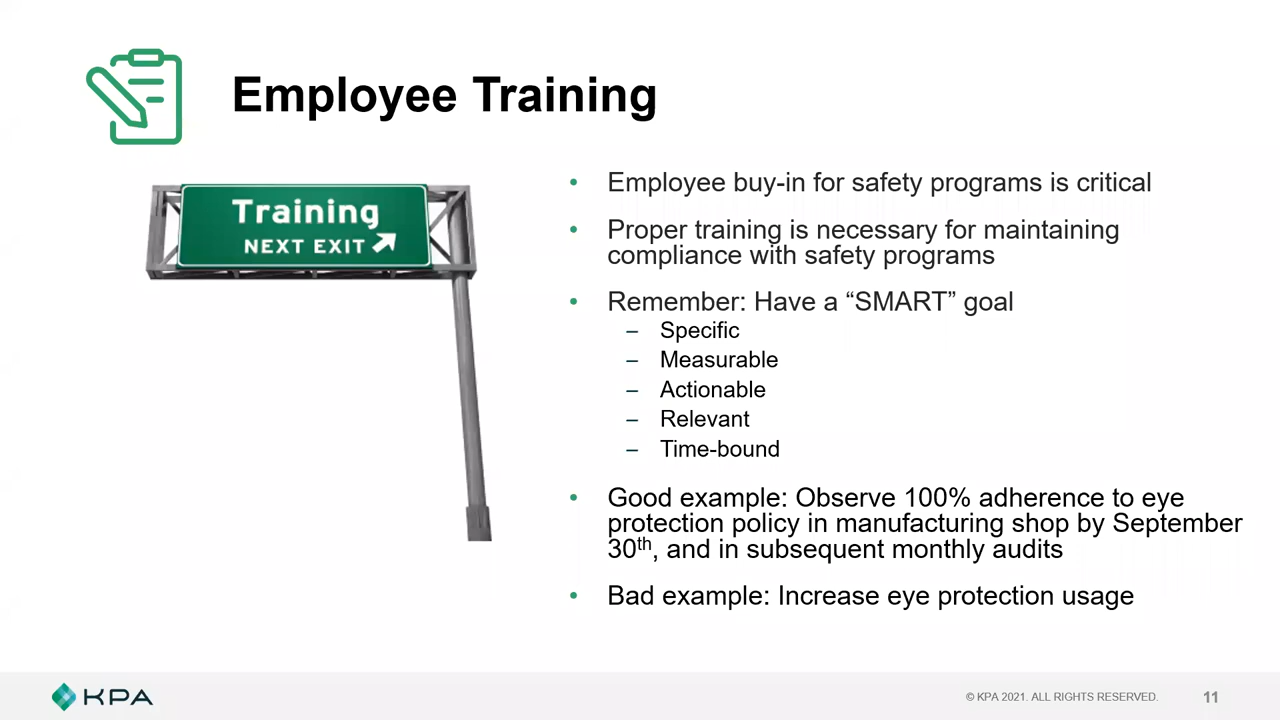 Employee Training
Training
NEXT EXIT
• Employee buy-in for safety programs is critical
• Proper training is necessary for maintaining
compliance with safety programs
• Remember: Have a “SMART” goal
– Specific
– Measurable
– Actionable
– Relevant
– Time-bound
• Good example: Observe 100% adherence to eye
protection policy in manufacturing shop by September
30th, and in subsequent monthly audits
• Bad example: Increase eye protection usage
KPA
© KPA 2021. ALL RIGHTS RESERVED.
11